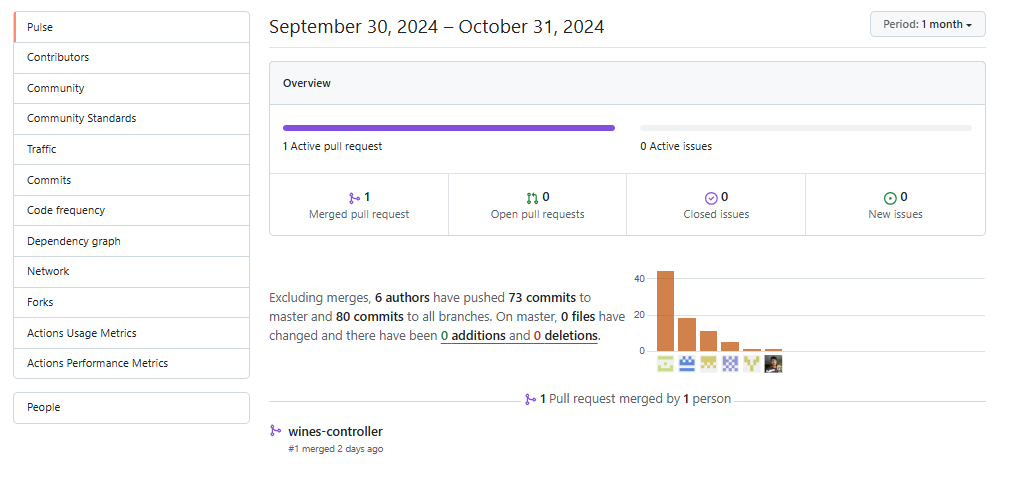 Pulse
Contributors
Community
Community Standards
Traffic
Commits
Code frequency
Dependency graph
Network
Forks
Actions Usage Metrics
Actions Performance Metrics
People
September 30, 2024 – October 31, 2024
Period: 1 month
Overview
1 Active pull request
0 Active issues
1
Merged pull request
0
Open pull requests
0
Closed issues
0
New issues
Excluding merges, 6 authors have pushed 73 commits to
master and 80 commits to all branches. On master, 0 files have
changed and there have been 0 additions and 0 deletions.
40
20
0
1 Pull request merged by 1 person
wines-controller
#1 merged 2 days ago